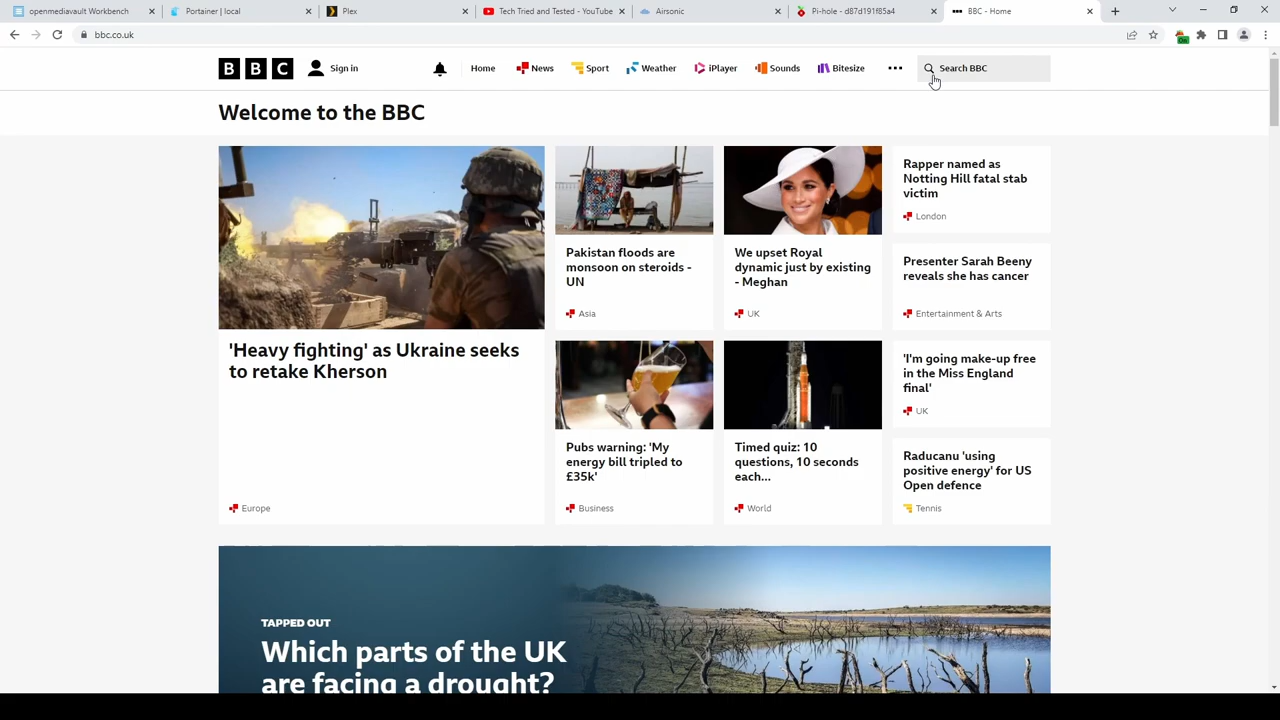 openmediavault Workbench
Portainer | local
Plex
Tech Tried and Tested - YouTube
Airsonic
Pi-hole - d87d191f85a4
BBC - Home
bbc.co.uk
BBC
Sign in
Home
News
Sport
Weather
iPlayer
Sounds
Bitesize
Search BBC
Welcome to the BBC
'Heavy fighting' as Ukraine seeks
to retake Kherson
Europe
Pakistan floods are
monsoon on steroids -
UN
Asia
We upset Royal
dynamic just by existing
- Meghan
UK
Rapper named as
Notting Hill fatal stab
victim
London
Presenter Sarah Beeny
reveals she has cancer
Entertainment & Arts
Pubs warning: 'My
energy bill tripled to
£35k'
Business
Timed quiz: 10
questions, 10 seconds
each...
World
'I'm going make-up free
in the Miss England
final'
UK
Raducanu 'using
positive energy' for US
Open defence
Tennis
TAPPED OUT
Which parts of the UK
are facing a drought?